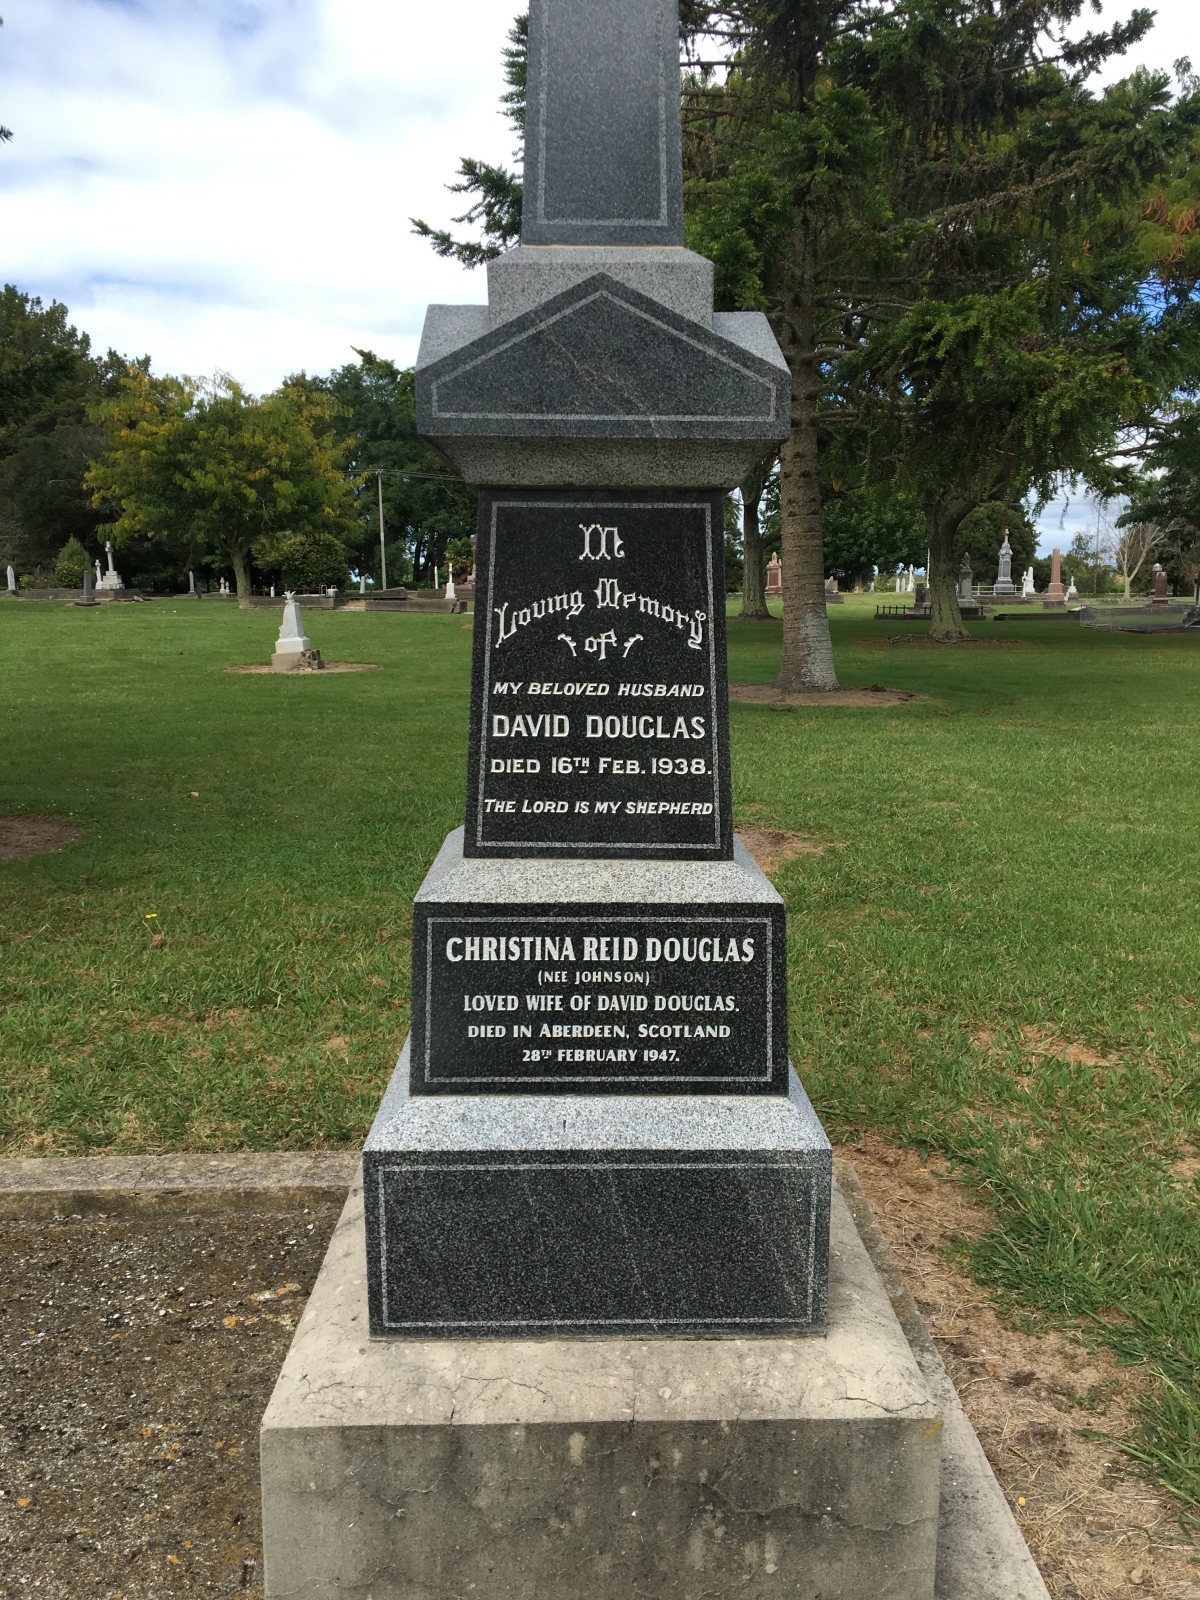 In
Loving Memory
of
MY BELOVED HUSBAND
DAVID DOUGLAS
DIED 16TH FEB. 1938.
THE LORD IS MY SHEPHERD
CHRISTINA REID DOUGLAS
(NEE JOHNSON)
LOVED WIFE OF DAVID DOUGLAS.
DIED IN ABERDEEN, SCOTLAND
28TH FEBRUARY 1947.